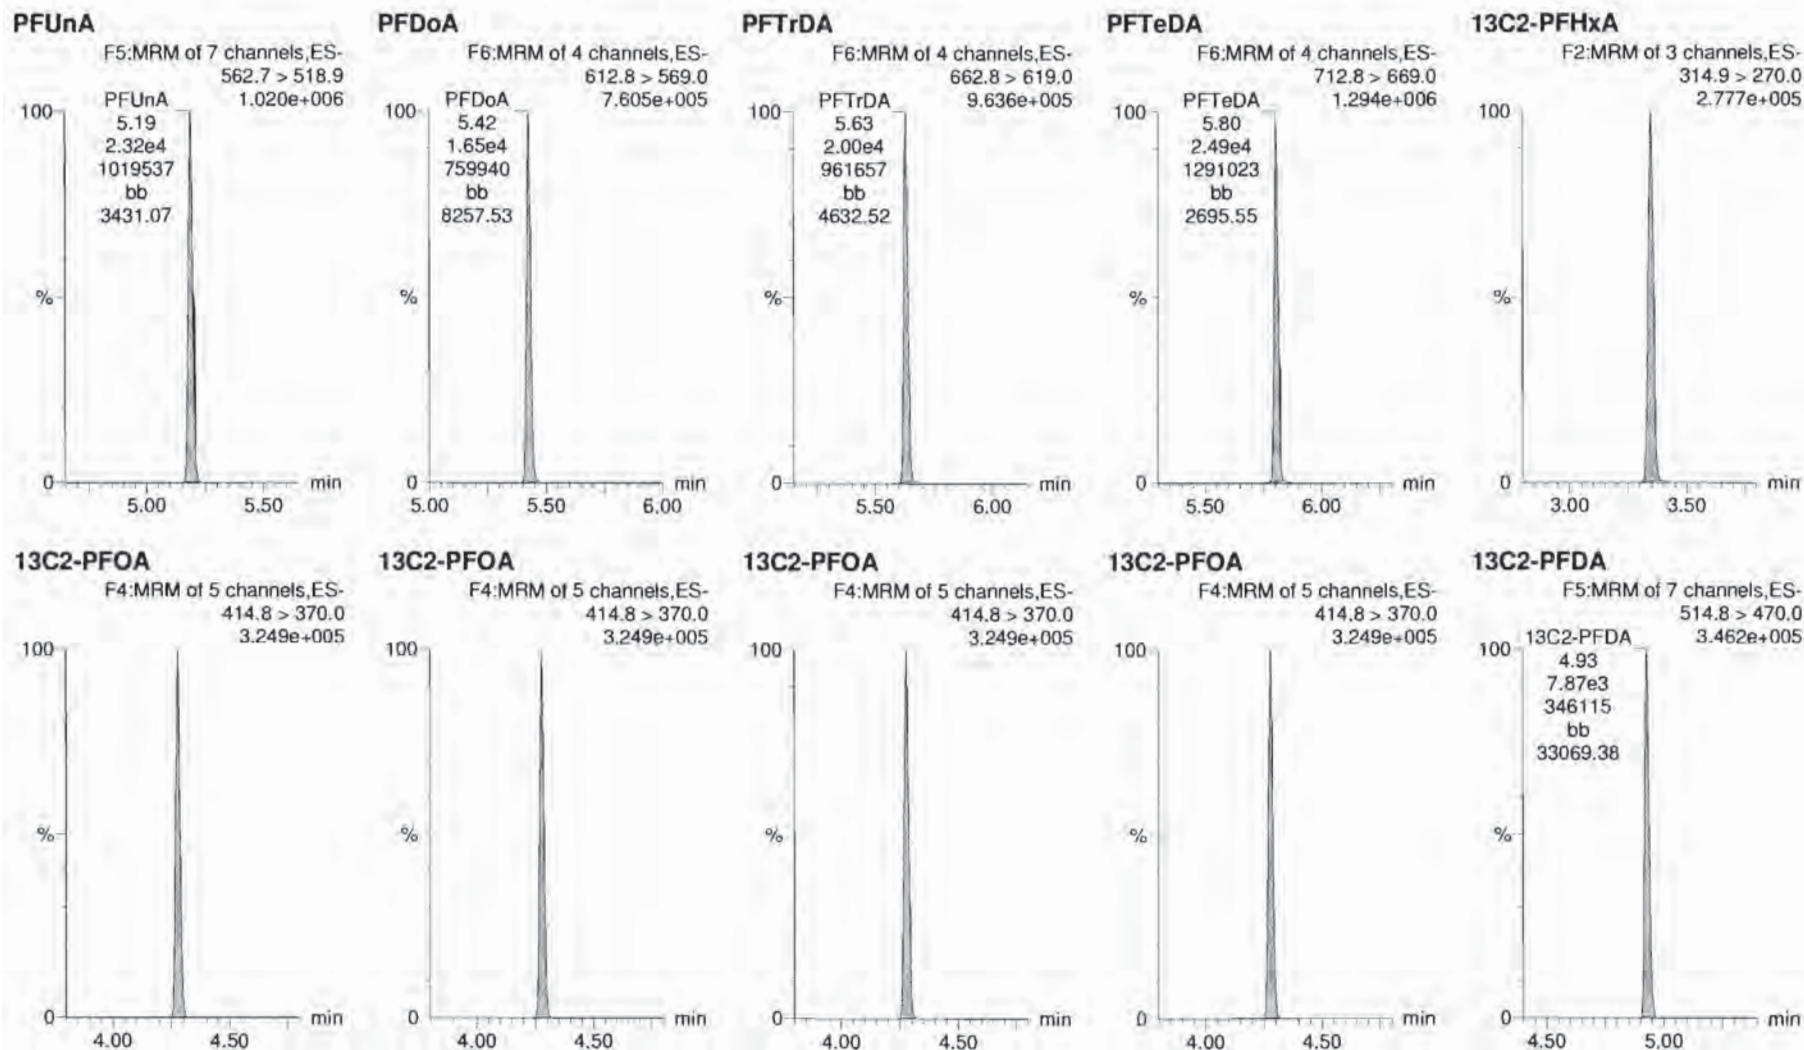 PFUnA
F5:MRM of 7 channels,ES-
562.7 > 518.9
1.020e+006
100
PFUnA
5.19
2.32e4
1019537
bb
3431.07
%
0
min
5.00
5.50
PFDoA
F6:MRM of 4 channels,ES-
612.8 > 569.0
7.605e+005
100
PFDoA
5.42
1.65e4
759940
bb
8257.53
%
0
min
5.00
5.50
6.00
PFTrDA
F6:MRM of 4 channels,ES-
662.8 > 619.0
9.636e+005
100
PFTrDA
5.63
2.00e4
961657
bb
4632.52
%
0
min
5.50
6.00
PFTeDA
F6:MRM of 4 channels,ES-
712.8 > 669.0
1.294e+006
100
PFTeDA
5.80
2.49e4
1291023
bb
2695.55
%
0
min
5.50
6.00
13C2-PFHxA
F2:MRM of 3 channels,ES-
314.9 > 270.0
2.777e+005
100
%
0
min
3.00
3.50
13C2-PFOA
F4:MRM of 5 channels,ES-
414.8 > 370.0
3.249e+005
100
%
0
min
4.00
4.50
13C2-PFOA
F4:MRM of 5 channels,ES-
414.8 > 370.0
3.249e+005
100
%
0
min
4.00
4.50
13C2-PFOA
F4:MRM of 5 channels,ES-
414.8 > 370.0
3.249e+005
100
%
0
min
4.00
4.50
13C2-PFOA
F4:MRM of 5 channels,ES-
414.8 > 370.0
3.249e+005
100
%
0
min
4.00
4.50
13C2-PFDA
F5:MRM of 7 channels,ES-
514.8 > 470.0
3.462e+005
100
13C2-PFDA
4.93
7.87e3
346115
bb
33069.38
%
0
min
4.50
5.00